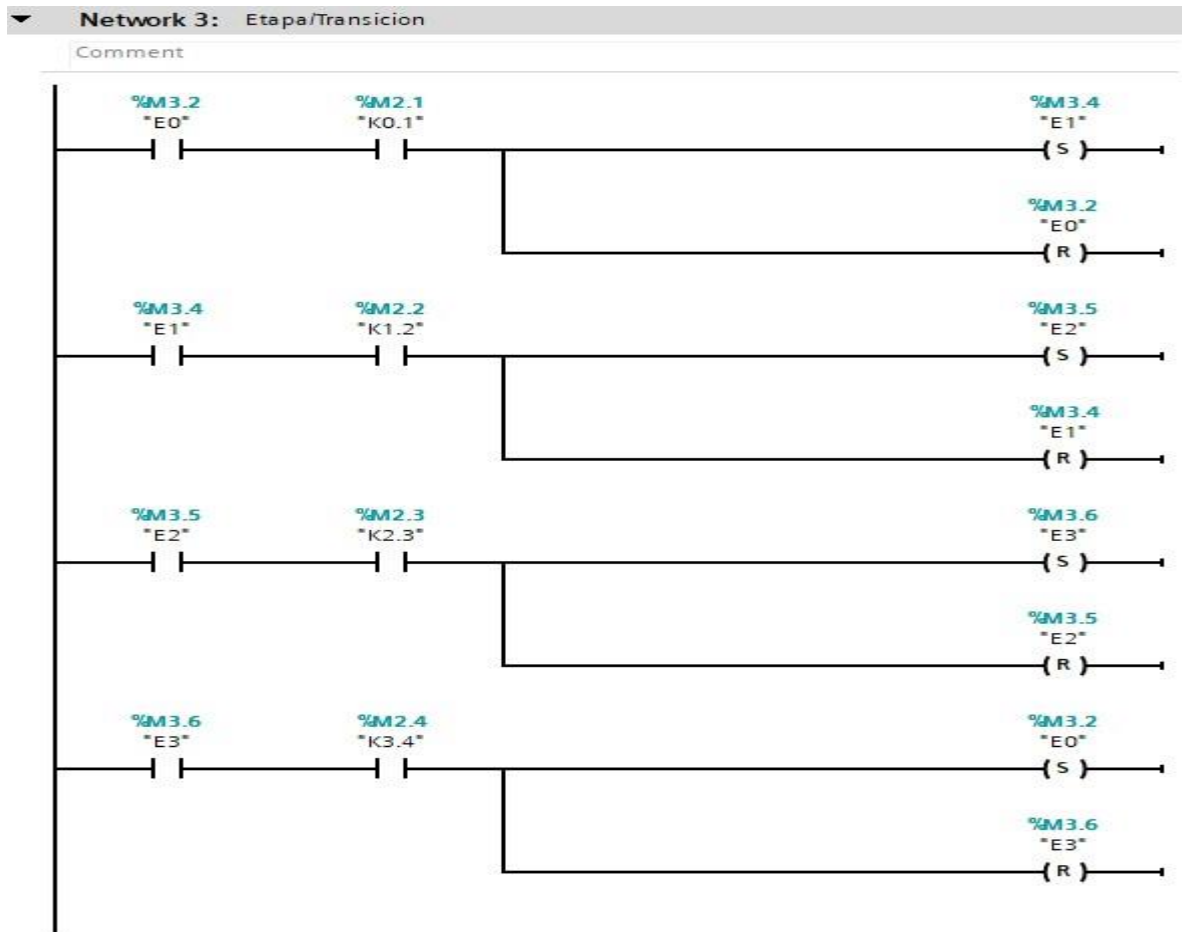 Network 3: Etapa/Transicion
Comment
%M3.2 %M2.1 %M3.4
"E0" "K0.1" "E1"
S
%M3.2
"E0"
R
%M3.4 %M2.2 %M3.5
"E1" "K1.2" "E2"
S
%M3.4
"E1"
R
%M3.5 %M2.3 %M3.6
"E2" "K2.3" "E3"
S
%M3.5
"E2"
R
%M3.6 %M2.4 %M3.2
"E3" "K3.4" "E0"
S
%M3.6
"E3"
R